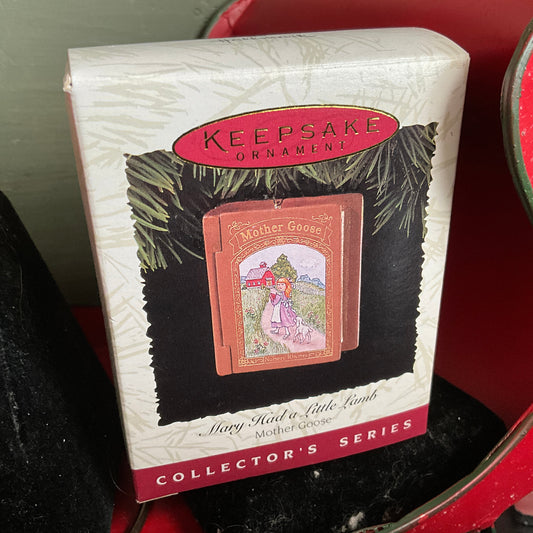 KEEPSAKE
ORNAMENT
Mother Goose
Mary Had a Little Lamb
Mother Goose
COLLECTOR'S SERIES